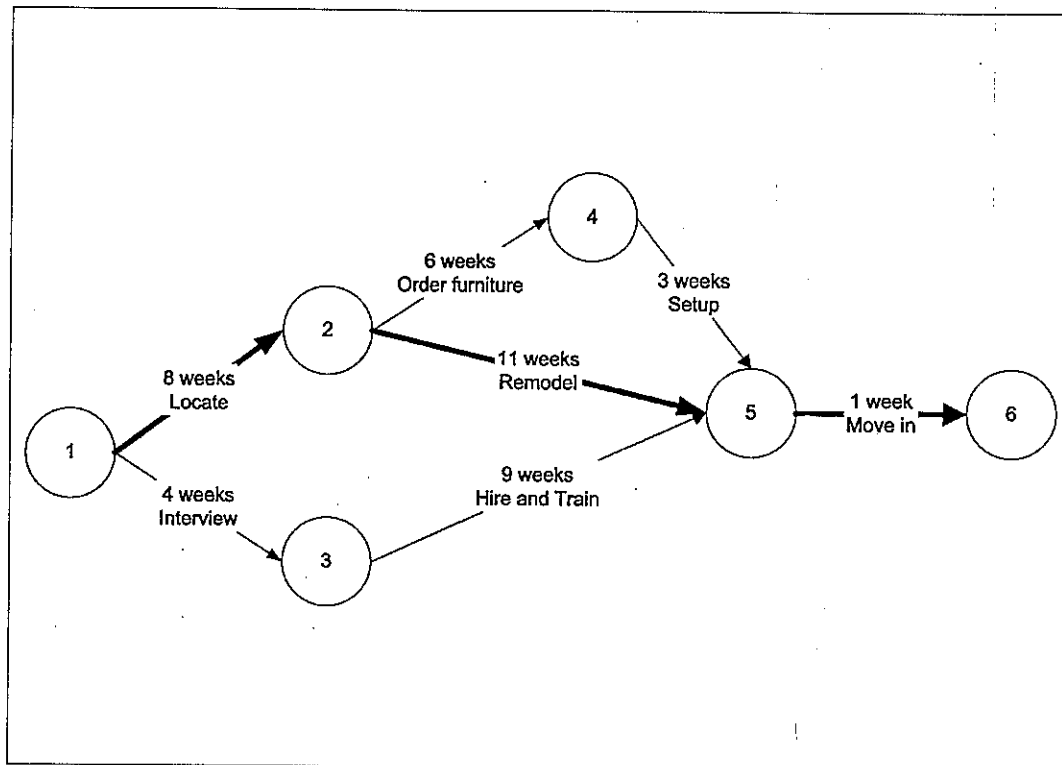 4
6 weeks
Order furniture
3 weeks
Setup
2
11 weeks
Remodel
8 weeks
Locate
5
1 week
Move in
6
1
4 weeks
Interview
9 weeks
Hire and Train
3